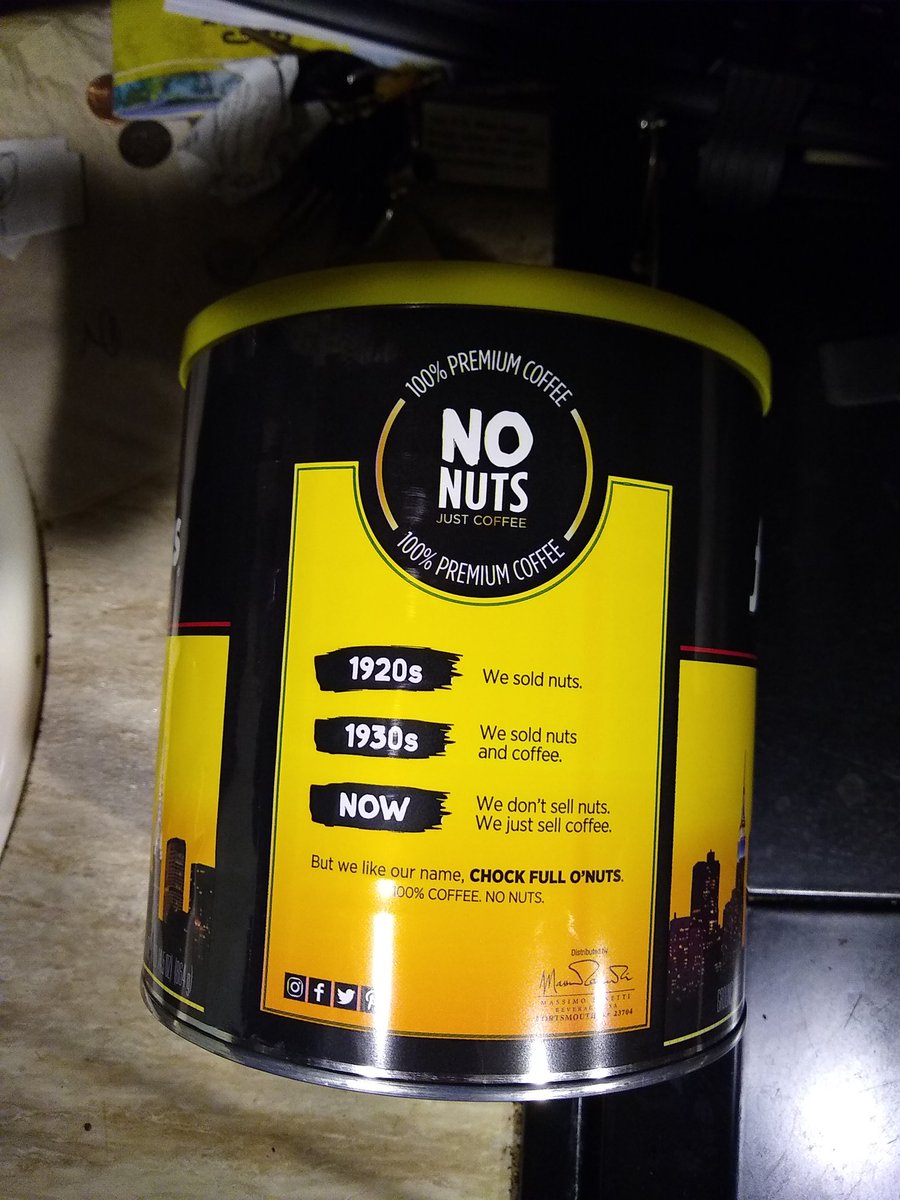 100% PREMIUM COFFEE
NO
NUTS
JUST COFFEE
100% PREMIUM COFFEE
1920s
We sold nuts.
1930s
We sold nuts
and coffee.
NOW
We don't sell nuts.
We just sell coffee.
But we like our name, CHOCK FULL O'NUTS.
100% COFFEE. NO NUTS.
Distributed by
MASSIMO
23704